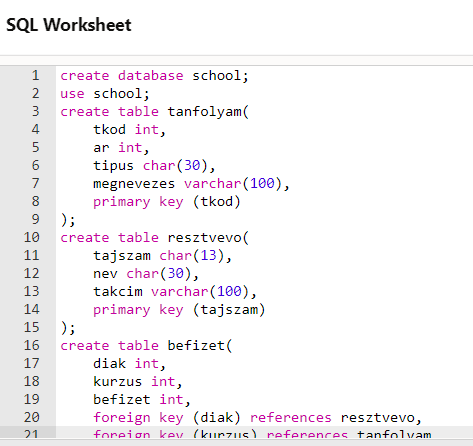 SQL Worksheet
1 create database school;
2 use school;
3 create table tanfolyam(
4 tkod int,
5 ar int,
6 tipus char(30),
7 megnevezes varchar(100),
8 primary key (tkod)
9 );
10 create table resztvevo(
11 tajszam char(13),
12 nev char(30),
13 takcim varchar(100),
14 primary key (tajszam)
15 );
16 create table befizet(
17 diak int,
18 kurzus int,
19 befizet int,
20 foreign key (diak) references resztvevo,
21 foreign key (kurzus) references tanfolyam